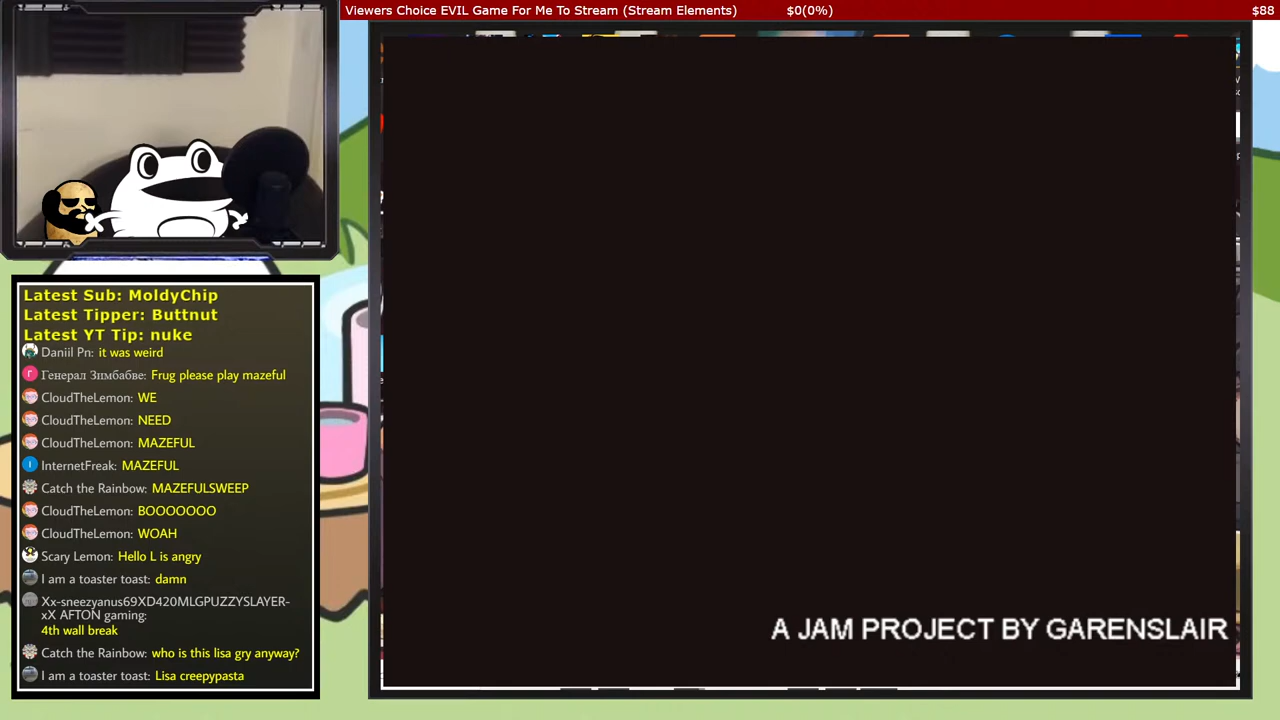 Viewers Choice EVIL Game For Me To Stream (Stream Elements) $0(0%) $88
Latest Sub: MoldyChip
Latest Tipper: Buttnut
Latest YT Tip: nuke
Daniil Pn: it was weird
Генерал Зимбабве: Frug please play mazeful
CloudTheLemon: WE
CloudTheLemon: NEED
CloudTheLemon: MAZEFUL
InternetFreak: MAZEFUL
Catch the Rainbow: MAZEFULSWEEP
CloudTheLemon: BOOOOOOO
CloudTheLemon: WOAH
Scary Lemon: Hello L is angry
I am a toaster toast: damn
Xx-sneezyanus69XD420MLGPUZZYSLAYER-
xX AFTON gaming:
4th wall break
Catch the Rainbow: who is this lisa gry anyway?
I am a toaster toast: Lisa creepypasta
A JAM PROJECT BY GARENSLAIR